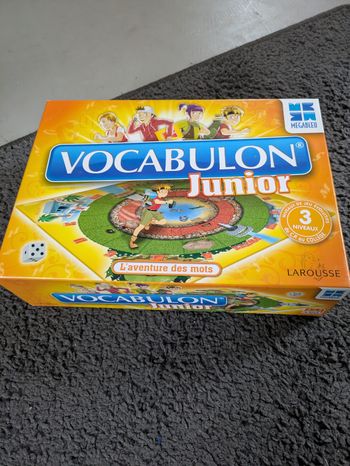 MEGABLEU
VOCABULON®
Junior
3
NIVEAUX
L'aventure des mots
LAROUSSE
VOCABULON®
Junior